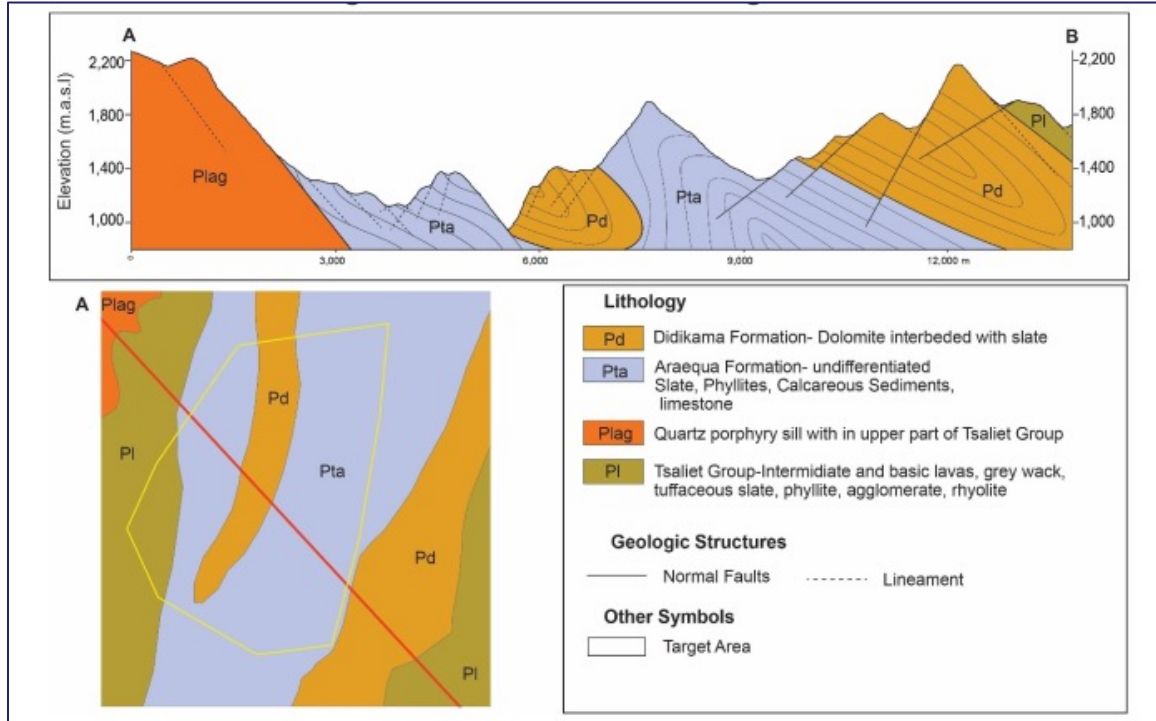 A
B
Elevation (m.a.s.l)
2,200
1,800
1,400
1,000
2,200
1,800
1,400
1,000
Plag
Pta
Pd
Pta
Pd
Pl
0
3,000
6,000
9,000
12,000 m
A
Plag
Pl
Pd
Pta
Pd
Pl
Lithology
Pd Didikama Formation- Dolomite interbeded with slate
Pta Araequa Formation- undifferentiated
Slate, Phyllites, Calcareous Sediments,
limestone
Plag Quartz porphyry sill with in upper part of Tsaliet Group
Pl Tsaliet Group-Intermidiate and basic lavas, grey wack,
tuffaceous slate, phyllite, agglomerate, rhyolite
Geologic Structures
Normal Faults
Lineament
Other Symbols
Target Area